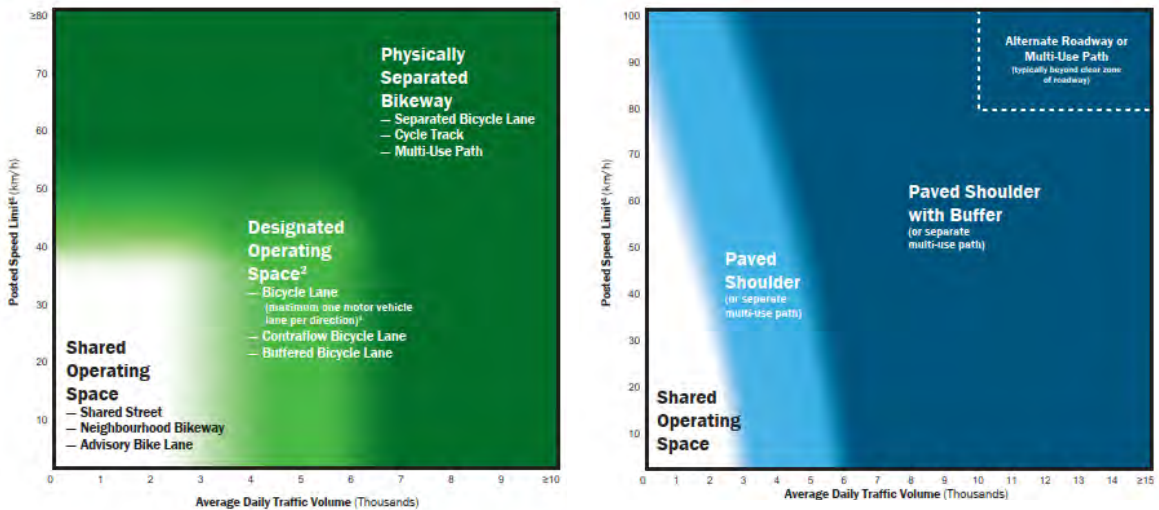 ≥80
70
60
50
40
30
20
10
Posted Speed Limit¹ (km/h)
Physically
Separated
Bikeway
— Separated Bicycle Lane
— Cycle Track
— Multi-Use Path
Designated
Operating
Space²
— Bicycle Lane
(maximum one motor vehicle
lane per direction)³
— Contraflow Bicycle Lane
— Buffered Bicycle Lane
Shared
Operating
Space
— Shared Street
— Neighbourhood Bikeway
— Advisory Bike Lane
0 1 2 3 4 5 6 7 8 9 ≥10
Average Daily Traffic Volume (Thousands)
100
90
80
70
60
50
40
30
20
10
Posted Speed Limit¹ (km/h)
Alternate Roadway or
Multi-Use Path
(typically beyond clear zone
of roadway)
Paved Shoulder
with Buffer
(or separate
multi-use path)
Paved
Shoulder
(or separate
multi-use path)
Shared
Operating
Space
0 1 2 3 4 5 6 7 8 9 10 11 12 13 14 ≥15
Average Daily Traffic Volume (Thousands)